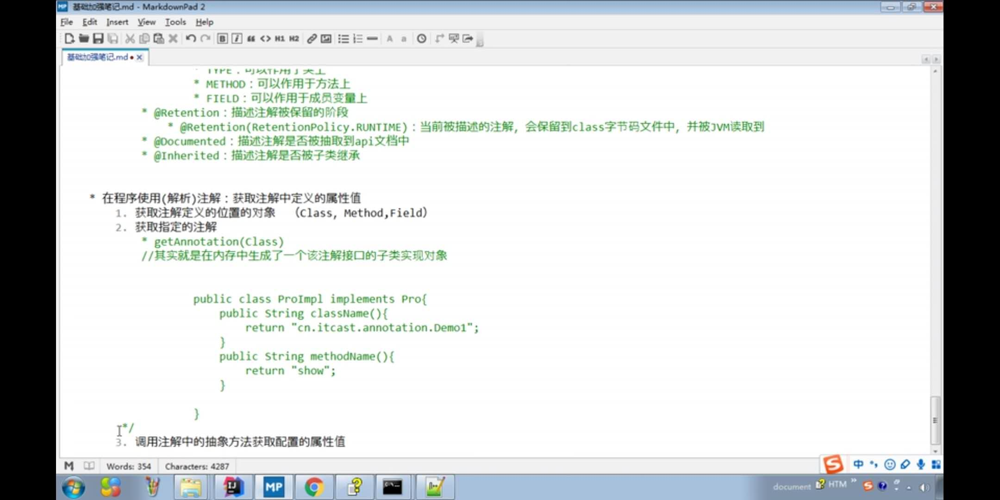 基础加强笔记.md - MarkdownPad 2
File Edit Insert View Tools Help
B i “ <> H1 H2 A a
基础加强笔记.md
* TYPE：可以作用于类上
* METHOD：可以作用于方法上
* FIELD：可以作用于成员变量上
* @Retention：描述注解被保留的阶段
* @Retention(RetentionPolicy.RUNTIME)：当前被描述的注解，会保留到class字节码文件中，并被JVM读取到
* @Documented：描述注解是否被抽取到api文档中
* @Inherited：描述注解是否被子类继承
* 在程序使用(解析)注解：获取注解中定义的属性值
1. 获取注解定义的位置的对象 （Class, Method,Field）
2. 获取指定的注解
* getAnnotation(Class)
//其实就是在内存中生成了一个该注解接口的子类实现对象
public class ProImpl implements Pro{
public String className(){
return "cn.itcast.annotation.Demo1";
}
public String methodName(){
return "show";
}
}
*/
3. 调用注解中的抽象方法获取配置的属性值
Words: 354 Characters: 4287
中
MP
document HTM